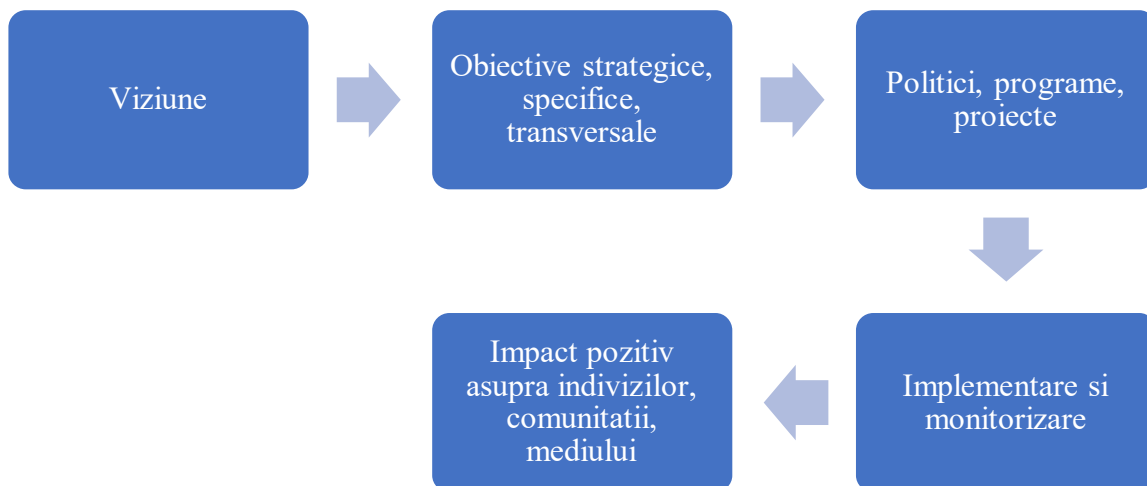 Viziune
Obiective strategice,
specifice,
transversale
Politici, programe,
proiecte
Implementare si
monitorizare
Impact pozitiv
asupra indivizilor,
comunitatii,
mediului